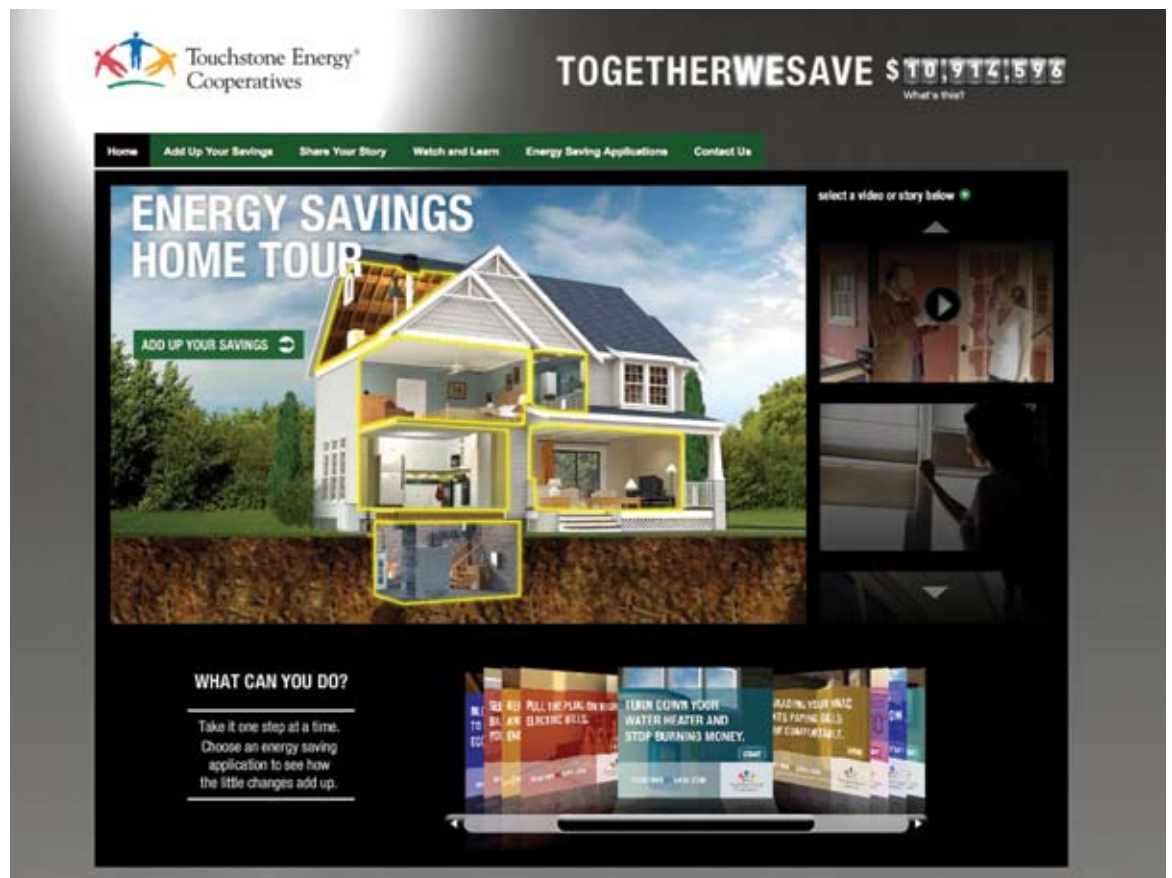 Touchstone Energy®
Cooperatives
TOGETHERWESAVE $10,914,596
What's this?
Home Add Up Your Savings Share Your Story Watch and Learn Energy Saving Applications Contact Us
ENERGY SAVINGS
HOME TOUR
ADD UP YOUR SAVINGS
select a video or story below
WHAT CAN YOU DO?
Take it one step at a time.
Choose an energy saving
application to see how
the little changes add up.
PULL THE PLUG ON HIGH
ELECTRIC BILLS.
TURN DOWN YOUR
WATER HEATER AND
STOP BURNING MONEY.
START